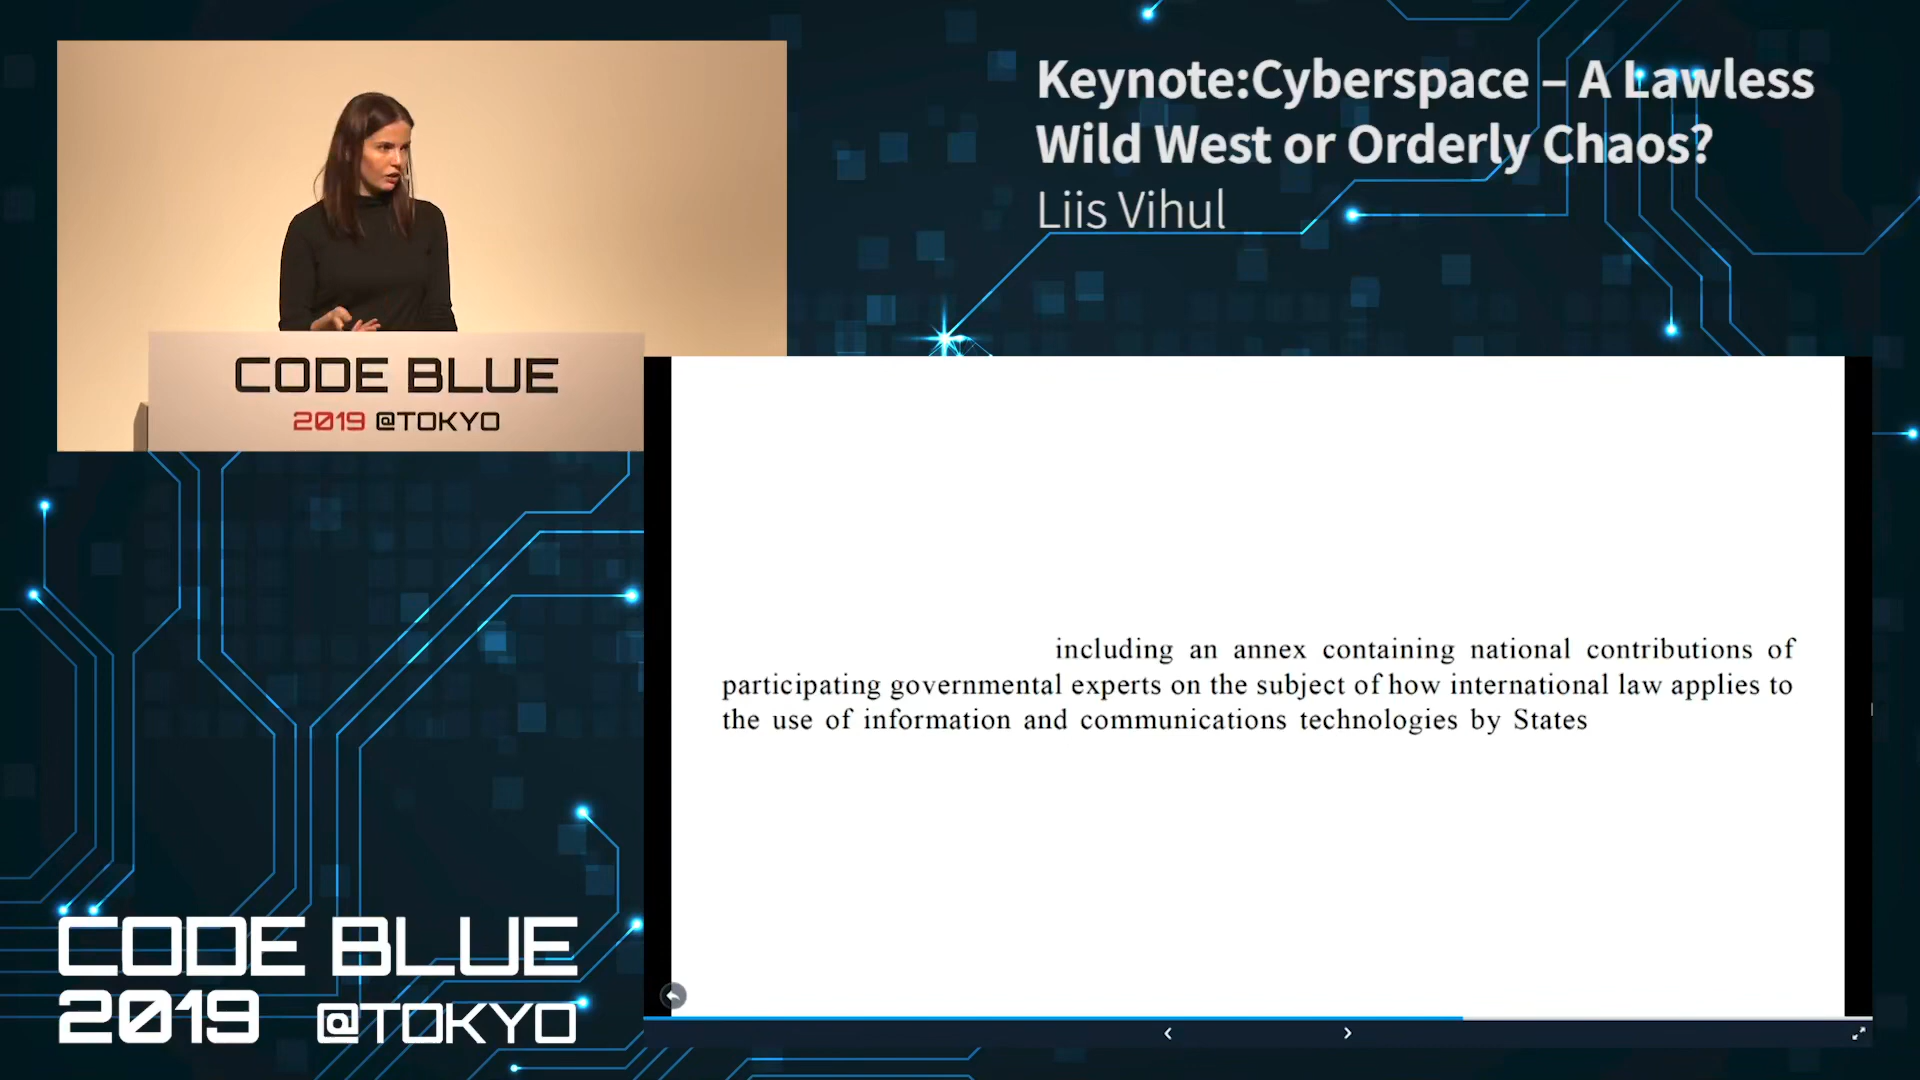 Keynote:Cyberspace – A Lawless
Wild West or Orderly Chaos?
Liis Vihul
CODE BLUE
2019 @TOKYO
including an annex containing national contributions of
participating governmental experts on the subject of how international law applies to
the use of information and communications technologies by States
CODE BLUE
2019 @TOKYO